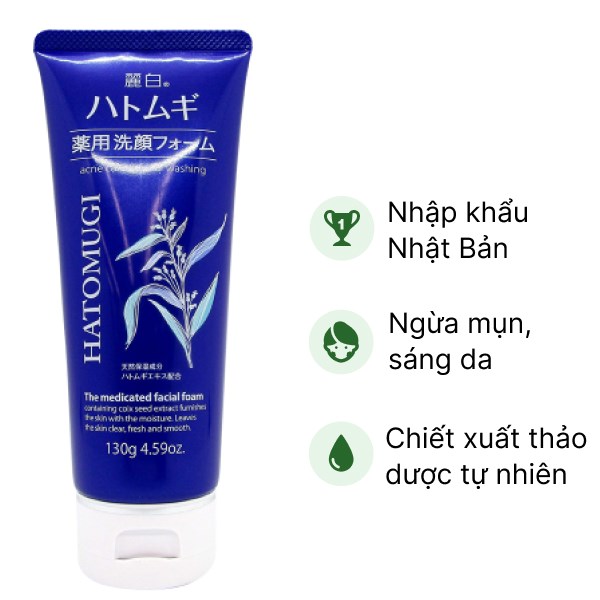 麗白®
ハトムギ
薬用洗顔フォーム
acne washing
HATOMUGI
天然保湿成分
ハトムギエキス配合
The medicated facial foam
containing coix seed extract furnishes
the skin with the moisture. Leaves
the skin clear, fresh and smooth.
130g 4.59oz.
1
Nhập khẩu
Nhật Bản
Ngừa mụn,
sáng da
Chiết xuất thảo
dược tự nhiên